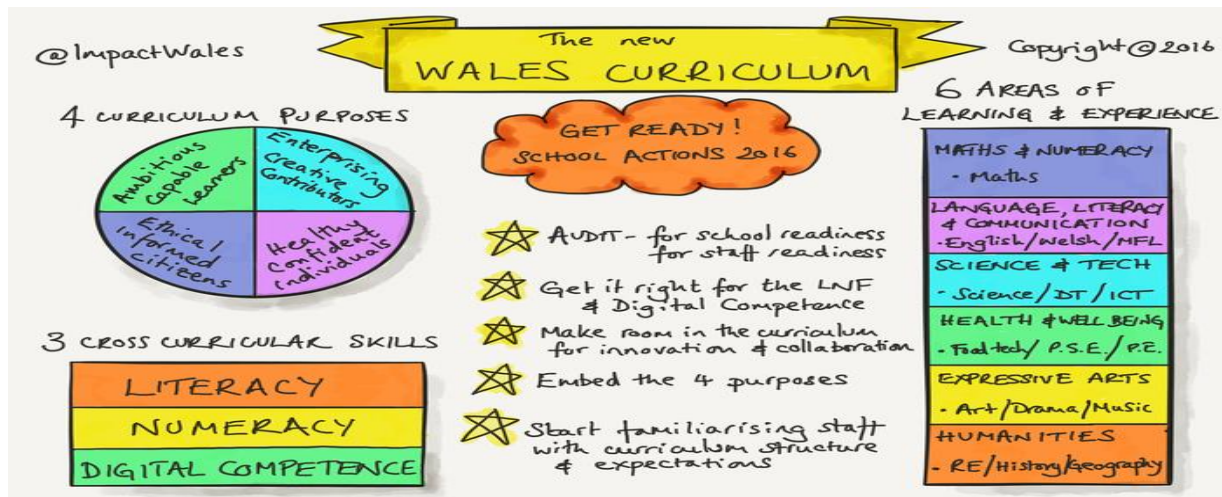 @ImpactWales
The new
WALES CURRICULUM
Copyright © 2016
4 CURRICULUM PURPOSES
Ambitious
capable
learners
Enterprising
creative
contributors
Ethical
informed
citizens
Healthy
confident
individuals
3 CROSS CURRICULAR SKILLS
LITERACY
NUMERACY
DIGITAL COMPETENCE
GET READY!
SCHOOL ACTIONS 2016
AUDIT - for school readiness
for staff readiness
Get it right for the LNF
& Digital Competence
Make room in the curriculum
for innovation & collaboration
Embed the 4 purposes
Start familiarising staff
with curriculum structure
& expectations
6 AREAS OF
LEARNING & EXPERIENCE
MATHS & NUMERACY
• Maths
LANGUAGE, LITERACY
& COMMUNICATION
• English/Welsh/MFL
SCIENCE & TECH
• Science/DT/ICT
HEALTH & WELL BEING
• Food tech/P.S.E./P.E.
EXPRESSIVE ARTS
• Art/Drama/Music
HUMANITIES
• RE/History/Geography